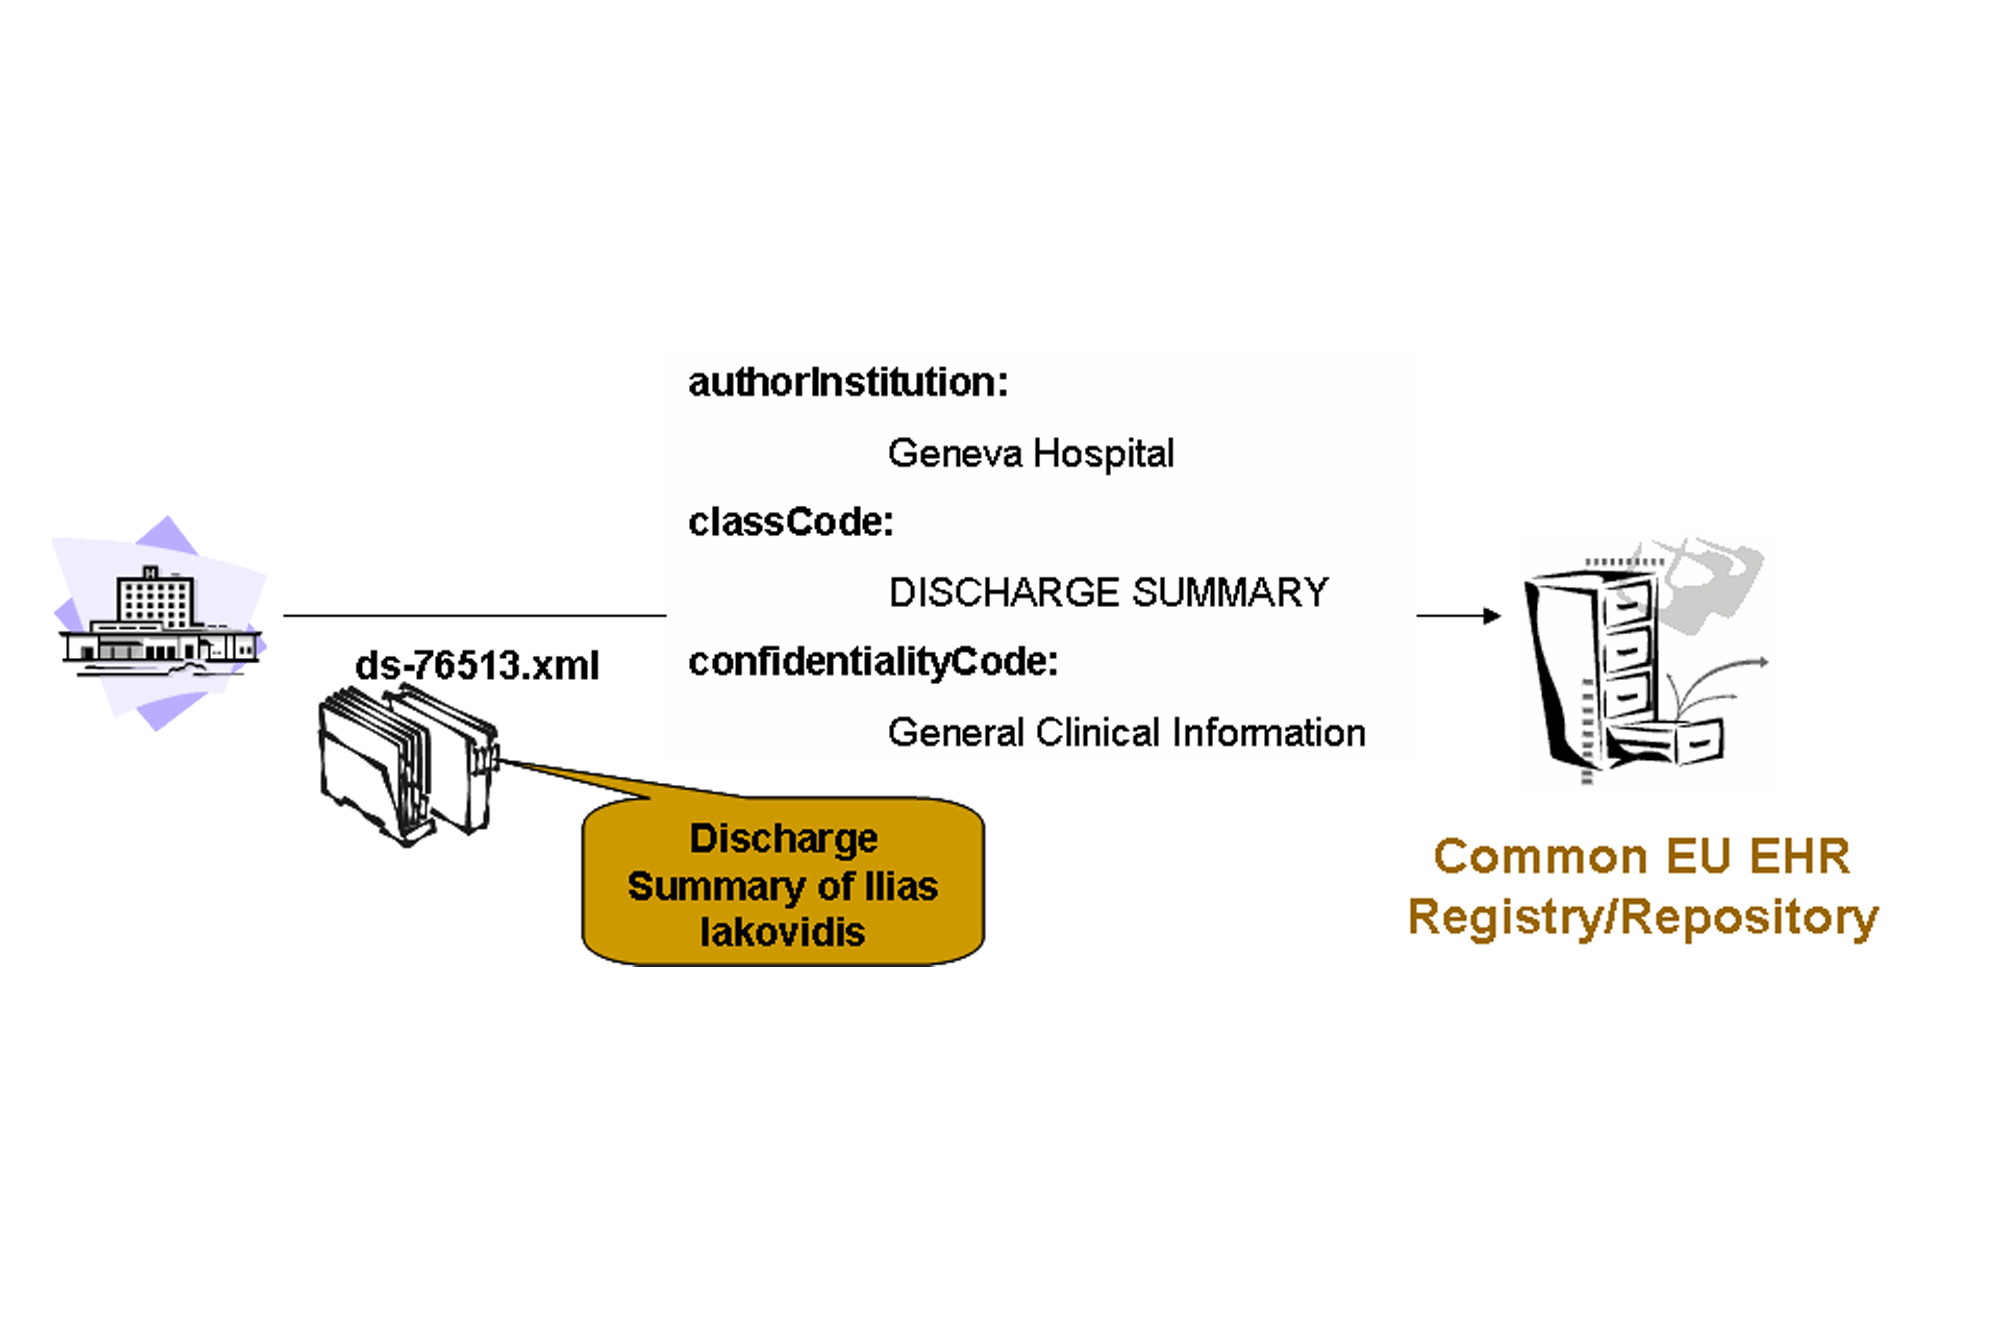 authorInstitution:
Geneva Hospital
classCode:
DISCHARGE SUMMARY
confidentialityCode:
General Clinical Information
H
ds-76513.xml
Discharge
Summary of Ilias
Iakovidis
Common EU EHR
Registry/Repository